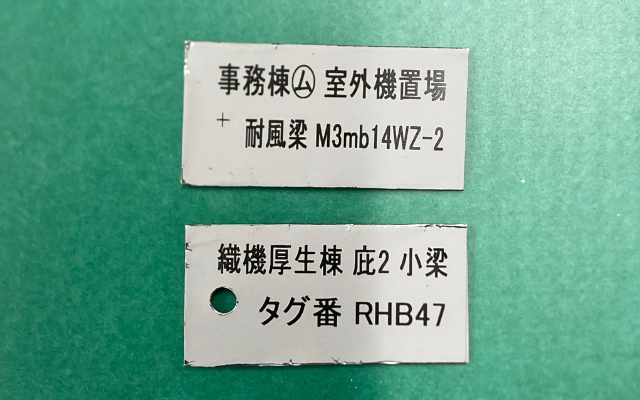 事務棟㋰ 室外機置場
耐風梁 M3mb14WZ-2
織機厚生棟 庇2 小梁
タグ番 RHB47